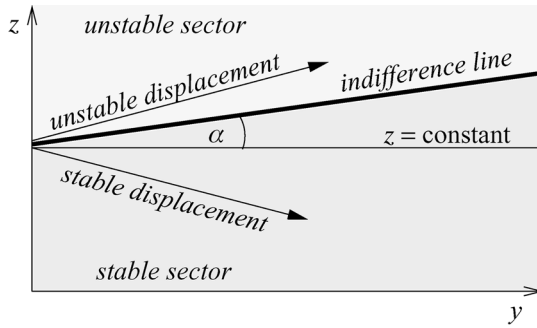 z
unstable sector
unstable displacement
indifference line
α
z = constant
stable displacement
stable sector
y